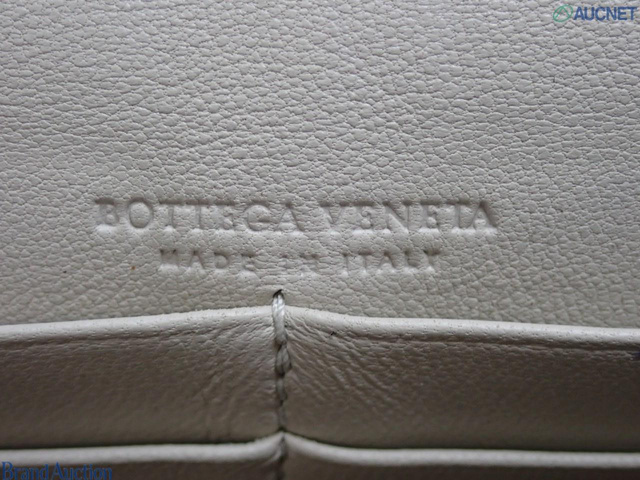 AUCNET
BOTTEGA VENETA
MADE IN ITALY
Brand Auction